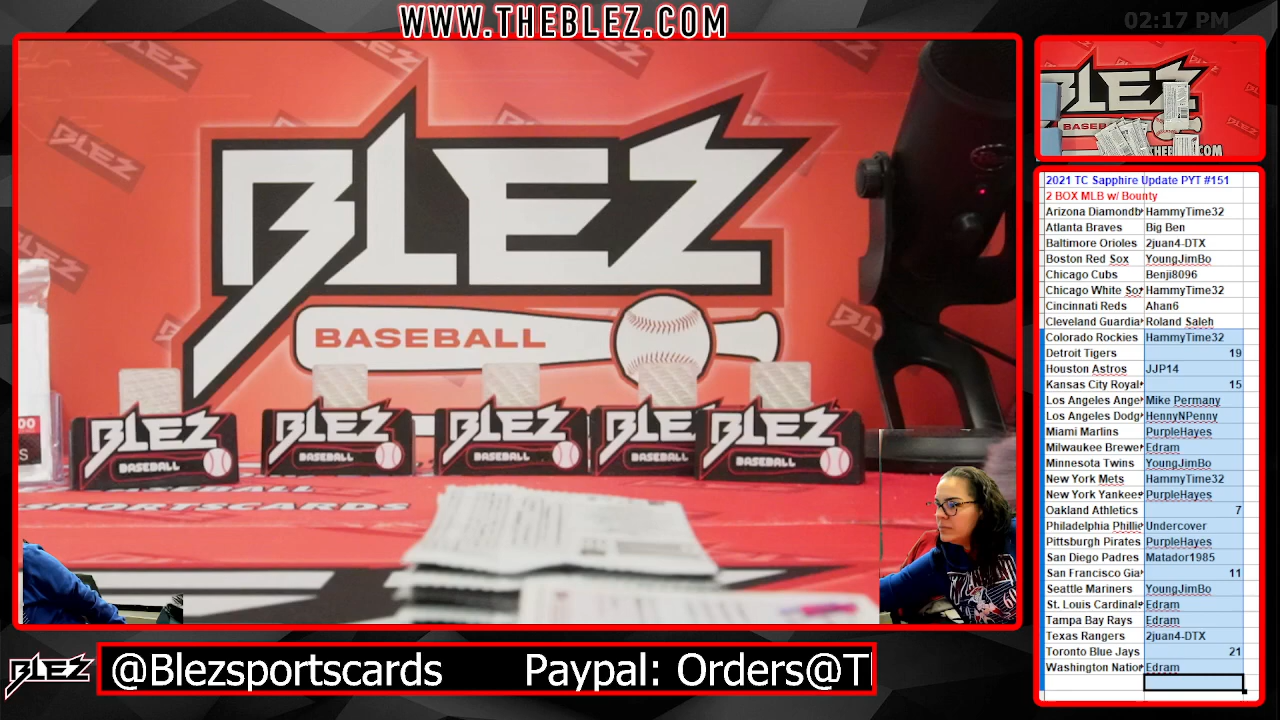 WWW.THEBLEZ.COM
02:17 PM
BLEZ
BASEBALL
BLEZ
BASEBALL
BLEZ
BASEBALL
BLEZ
BASEBALL
BLEZ
BASEBALL
BLEZ
BASEBALL
BASEBALL
SPORTSCARDS
BLEZ
@Blezsportscards
Paypal: Orders@T
2021 TC Sapphire Update PYT #151
2 BOX MLB w/ Bounty
Arizona Diamondb HammyTime32
Atlanta Braves Big Ben
Baltimore Orioles 2juan4-DTX
Boston Red Sox YoungJimBo
Chicago Cubs Benji8096
Chicago White So HammyTime32
Cincinnati Reds Ahan6
Cleveland Guardia Roland Saleh
Colorado Rockies HammyTime32
Detroit Tigers 19
Houston Astros JJP14
Kansas City Royal 15
Los Angeles Ange Mike Permany
Los Angeles Dodg HennyNPenny
Miami Marlins PurpleHayes
Milwaukee Brewe Edram
Minnesota Twins YoungJimBo
New York Mets HammyTime32
New York Yankee PurpleHayes
Oakland Athletics 7
Philadelphia Phillie Undercover
Pittsburgh Pirates PurpleHayes
San Diego Padres Matador1985
San Francisco Gia 11
Seattle Mariners YoungJimBo
St. Louis Cardinal Edram
Tampa Bay Rays Edram
Texas Rangers 2juan4-DTX
Toronto Blue Jays 21
Washington Nation Edram